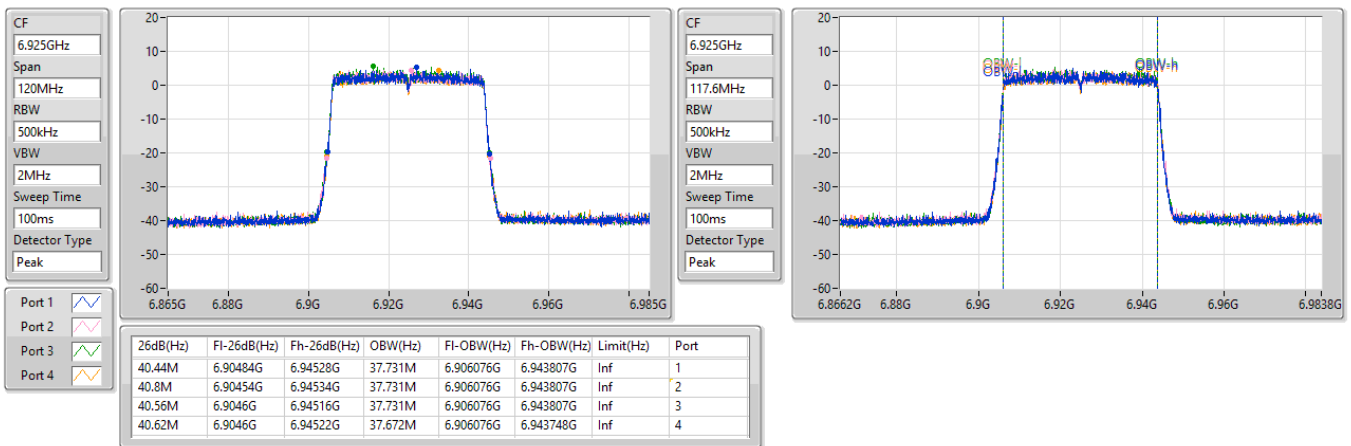 CF
6.925GHz
Span
120MHz
RBW
500kHz
VBW
2MHz
Sweep Time
100ms
Detector Type
Peak
20
10
0
-10
-20
-30
-40
-50
-60
6.865G 6.88G 6.9G 6.92G 6.94G 6.96G 6.985G
CF
6.925GHz
Span
117.6MHz
RBW
500kHz
VBW
2MHz
Sweep Time
100ms
Detector Type
Peak
20
10
0
-10
-20
-30
-40
-50
-60
OBW-h
6.8662G 6.88G 6.9G 6.92G 6.94G 6.96G 6.9838G
Port 1
Port 2
Port 3
Port 4
26dB(Hz) Fl-26dB(Hz) Fh-26dB(Hz) OBW(Hz) Fl-OBW(Hz) Fh-OBW(Hz) Limit(Hz) Port
40.44M 6.90484G 6.94528G 37.731M 6.906076G 6.943807G Inf 1
40.8M 6.90454G 6.94534G 37.731M 6.906076G 6.943807G Inf 2
40.56M 6.9046G 6.94516G 37.731M 6.906076G 6.943807G Inf 3
40.62M 6.9046G 6.94522G 37.672M 6.906076G 6.943748G Inf 4